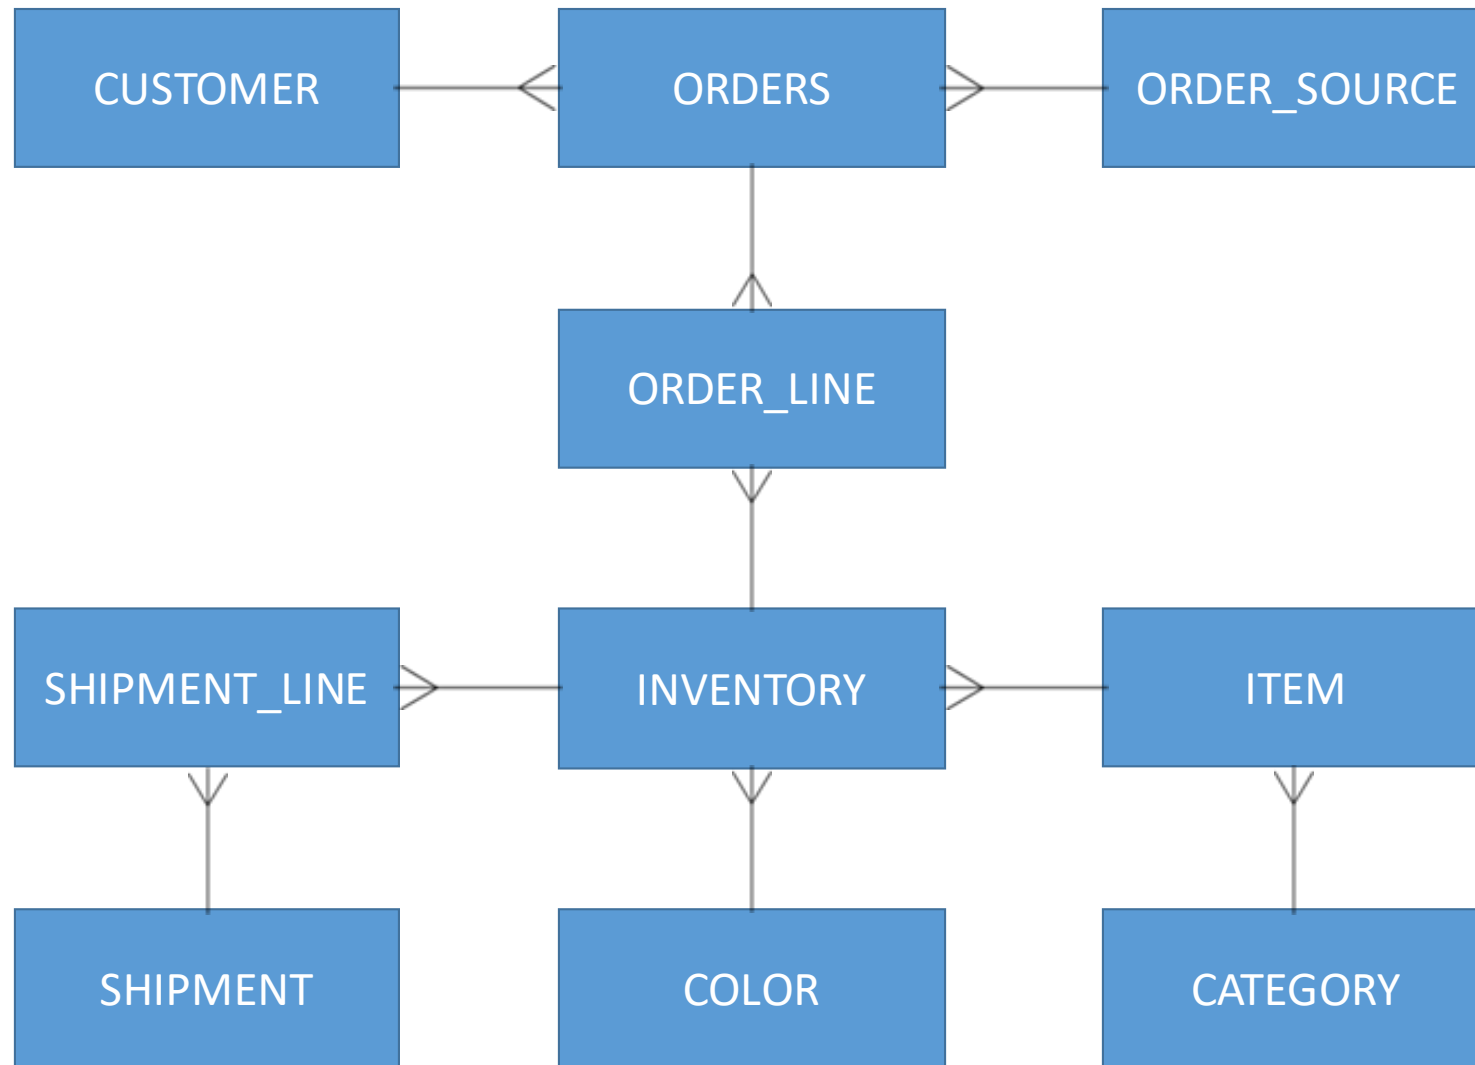 CUSTOMER
ORDERS
ORDER_SOURCE
ORDER_LINE
SHIPMENT_LINE
INVENTORY
ITEM
SHIPMENT
COLOR
CATEGORY